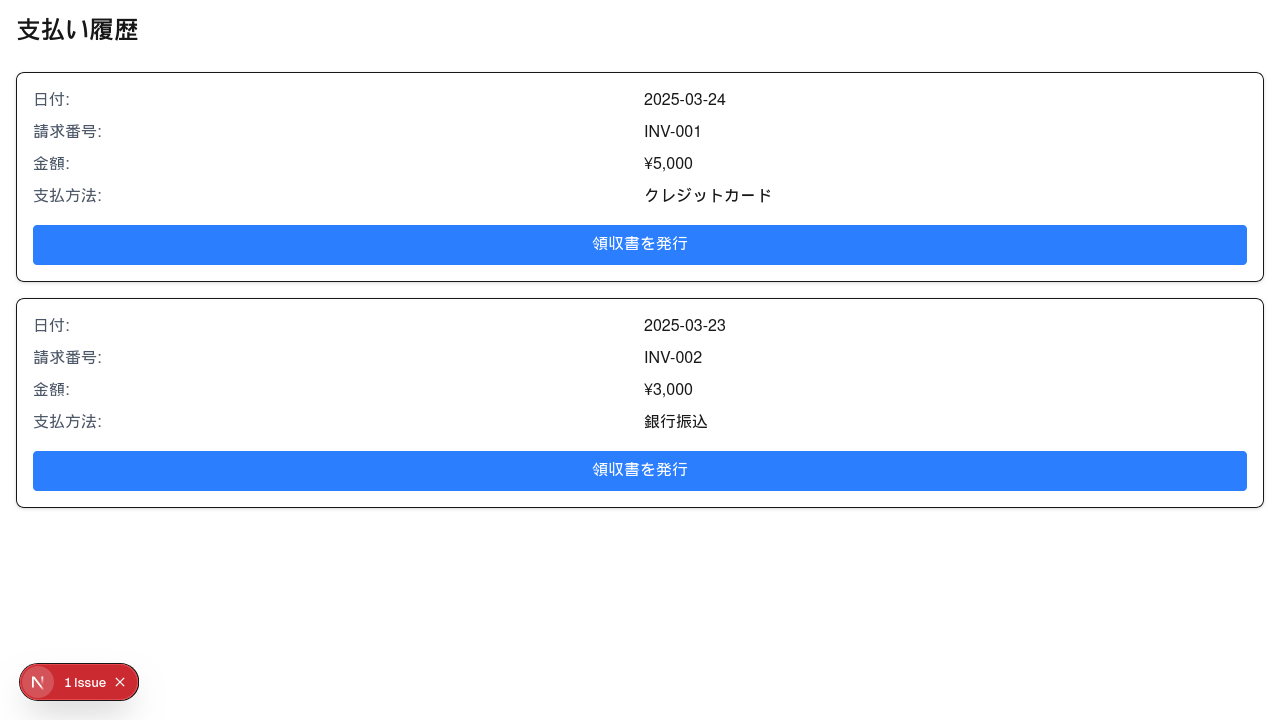 支払い履歴
日付: 2025-03-24
請求番号: INV-001
金額: ¥5,000
支払方法: クレジットカード
領収書を発行
日付: 2025-03-23
請求番号: INV-002
金額: ¥3,000
支払方法: 銀行振込
領収書を発行
N 1 Issue